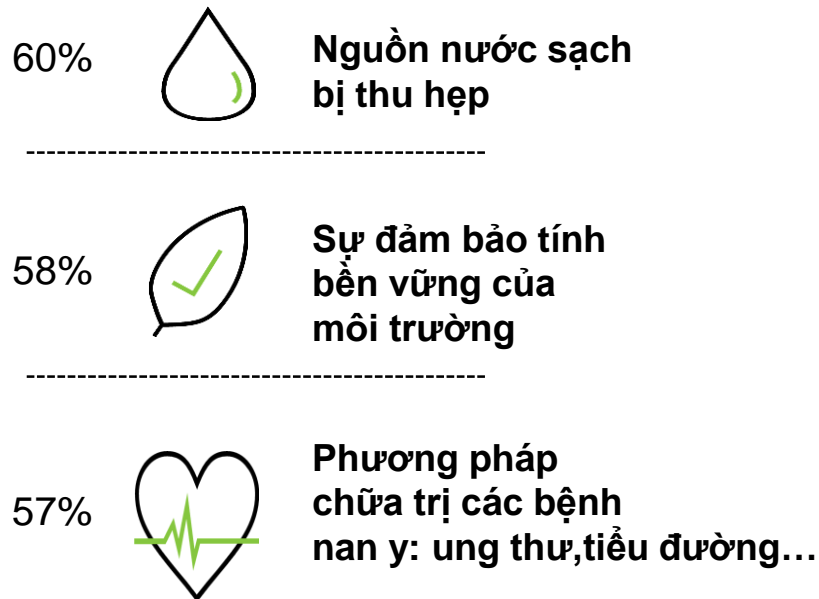 60%
Nguồn nước sạch
bị thu hẹp
---------------------------------------------
58%
Sự đảm bảo tính
bền vững của
môi trường
---------------------------------------------
57%
Phương pháp
chữa trị các bệnh
nan y: ung thư,tiểu đường…